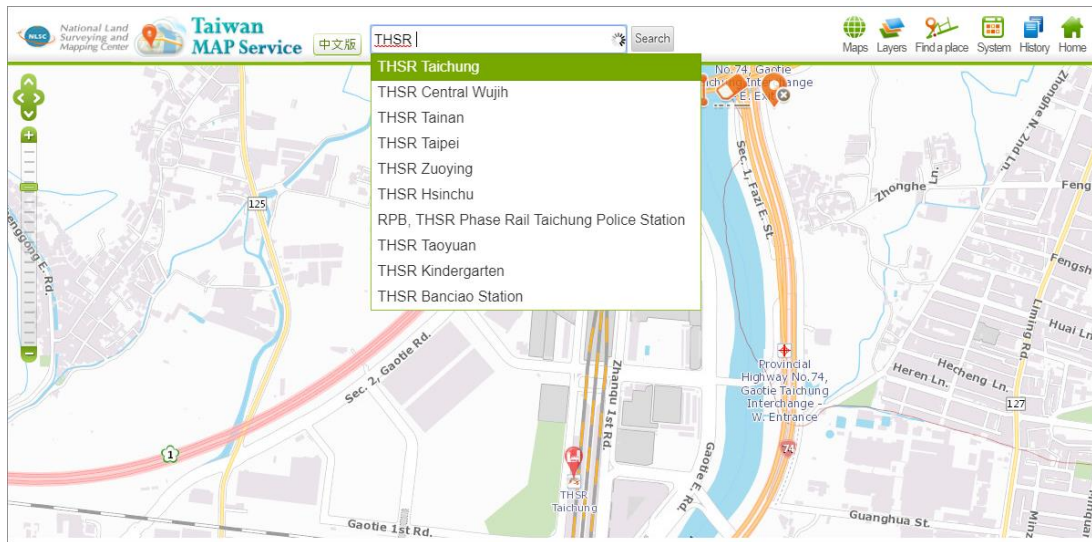 NLSC
National Land
Surveying and
Mapping Center
Taiwan
MAP Service
中文版
THSR
Search
Maps
Layers
Find a place
System
History
Home
THSR Taichung
THSR Central Wujih
THSR Tainan
THSR Taipei
THSR Zuoying
THSR Hsinchu
RPB, THSR Phase Rail Taichung Police Station
THSR Taoyuan
THSR Kindergarten
THSR Banciao Station
No.74, Gaotie
E. Ex
Zhonghe N. 2nd Ln.
Zhonghe Ln.
Feng
125
Sec. 1, Fazi E. St.
E. Rd.
Fengsh
Liming Rd.
Huai Ln
Sec. 2, Gaotie Rd.
Zhanqu 1st Rd.
Provincial
Highway No.74,
Gaotie Taichung
Interchange -
W. Entrance
Heren Ln.
Hecheng Ln.
127
1
74
Gaotie E. Rd.
THSR
Taichung
Gaotie 1st Rd.
Guanghua St.
Minz